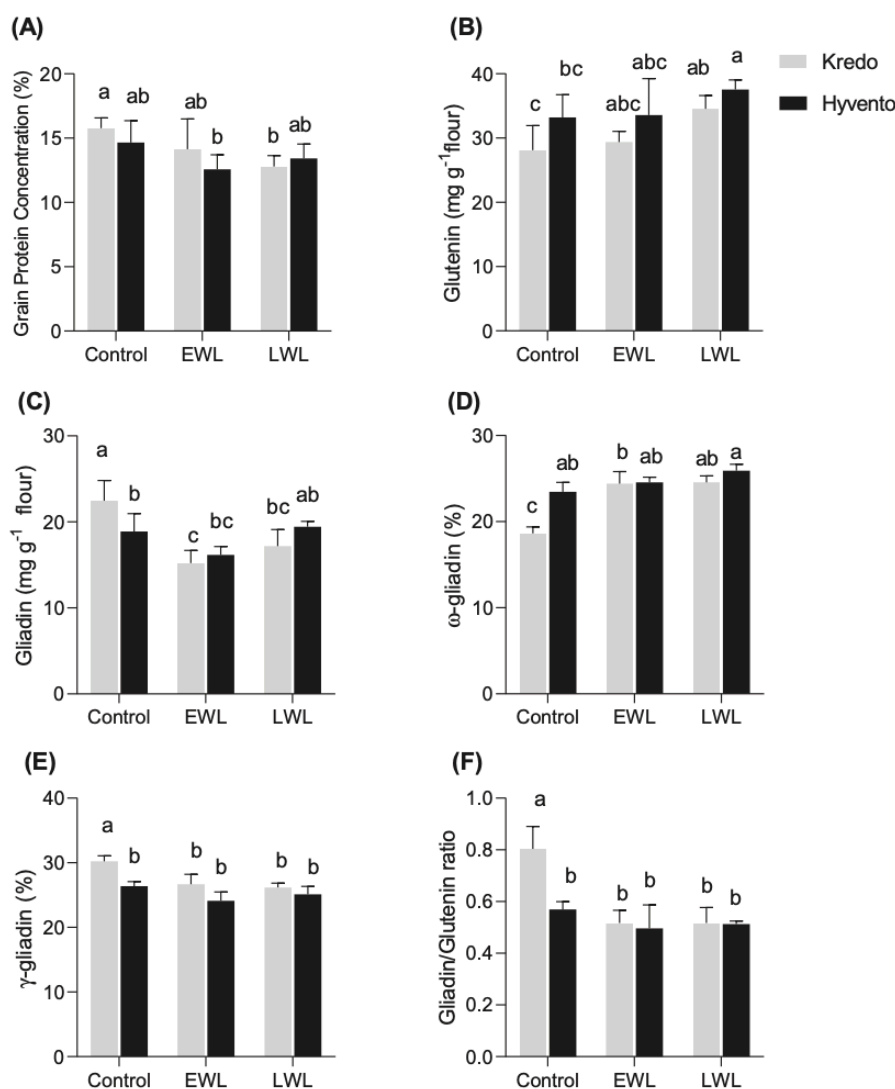 (A)
Grain Protein Concentration (%)
20
15
10
5
0
a ab ab b b ab
Control EWL LWL
(B)
Glutenin (mg g⁻¹flour)
40
30
20
10
0
c bc abc abc ab a
Control EWL LWL
Kredo
Hyvento
(C)
Gliadin (mg g⁻¹ flour)
30
20
10
0
a b c bc bc ab
Control EWL LWL
(D)
ω-gliadin (%)
30
20
10
0
c ab b ab ab a
Control EWL LWL
(E)
γ-gliadin (%)
40
30
20
10
0
a b b b b b
Control EWL LWL
(F)
Gliadin/Glutenin ratio
1.0
0.8
0.6
0.4
0.2
0.0
a b b b b b
Control EWL LWL